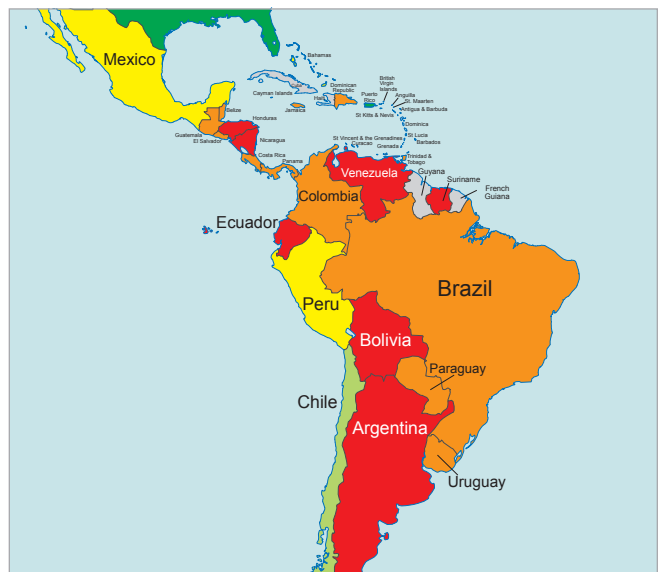 Mexico
Bahamas
Cuba
Cayman Islands
Jamaica
Haiti
Dominican
Republic
Puerto
Rico
British
Virgin
Islands
Anguilla
St. Maarten
Antigua & Barbuda
St Kitts & Nevis
Dominica
St Lucia
Barbados
St Vincent & the Grenadines
Curacao
Grenada
Trinidad &
Tobago
Belize
Honduras
Guatemala
El Salvador
Nicaragua
Costa Rica
Panama
Venezuela
Guyana
Suriname
French
Guiana
Colombia
Ecuador
Brazil
Peru
Bolivia
Paraguay
Chile
Argentina
Uruguay